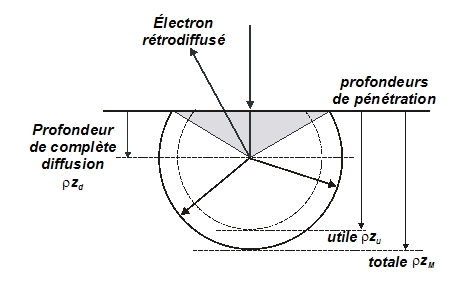 Électron
rétrodiffusé
profondeurs
de pénétration
Profondeur
de complète
diffusion
ρz_d
utile ρz_u
totale ρz_M